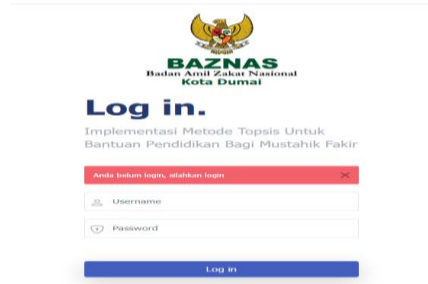 BAZNAS
Badan Amil Zakat Nasional
Kota Dumai
Log in.
Implementasi Metode Topsis Untuk
Bantuan Pendidikan Bagi Mustahik Fakir
Anda belum login, silahkan login
Username
Password
Log in